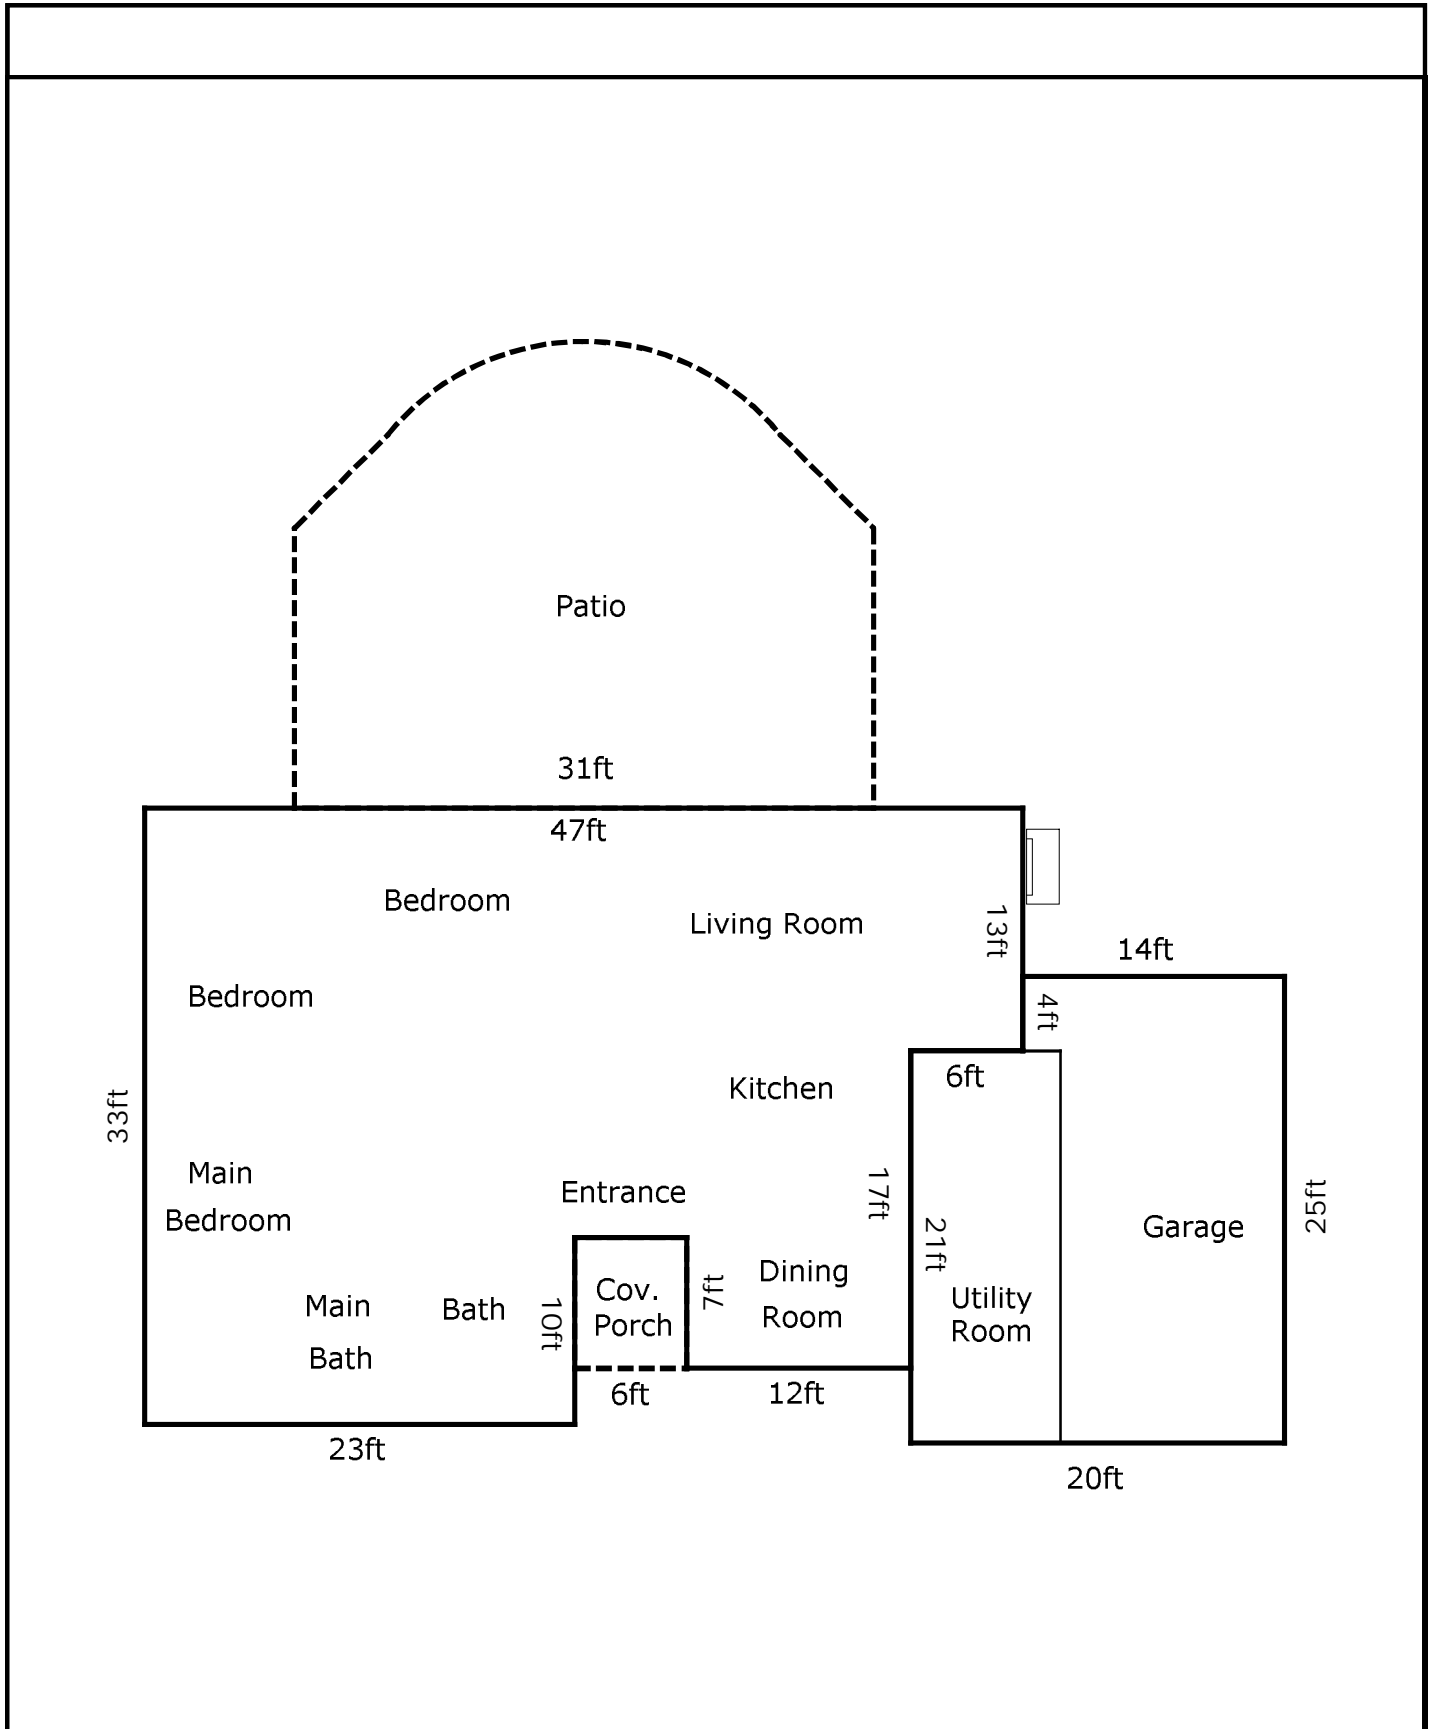 Patio
31ft
47ft
Bedroom
Living Room
13ft
14ft
Bedroom
4ft
6ft
Kitchen
33ft
Main
Bedroom
Entrance
17ft
21ft
Garage
25ft
Main
Bath
Bath
10ft
Cov.
Porch
7ft
Dining
Room
Utility
Room
6ft
12ft
23ft
20ft